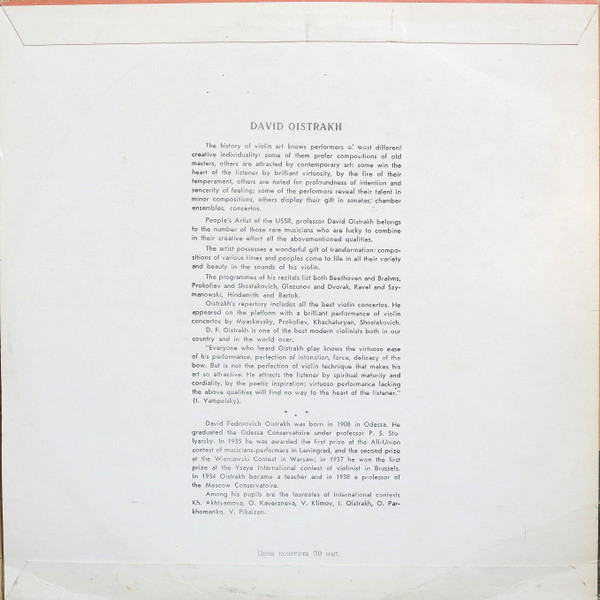 DAVID OISTRAKH
The history of violin art knows performers of most different
creative individuality: some of them prefer compositions of old
masters, others are attracted by contemporary art: some win the
heart of the listener by brilliant virtuosity, by the fire of their
temperament, others are noted for profoundness of intention and
sencerity of feeling; some of the performers reveal their talent in
minor compositions, others display their gift in sonates, chamber
ensembles, concertos.
People's Artist of the USSR, professor David Oistrakh belongs
to the number of those rare musicians who are lucky to combine
in their creative effort all the abovementioned qualities.
The artist possesses a wonderful gift of transformation: compo-
sitions of various times and peoples come to life in all their variety
and beauty in the sounds of his violin.
The programmes of his recitals list both Beethoven and Brahms,
Prokofiev and Shostakovich, Glazunov and Dvorak, Ravel and Szy-
manowski, Hindemith and Bartok.
Oistrakh's repertory includes all the best violin concertos. He
appeared on the platform with a brilliant performance of violin
concertos by Myaskovsky, Prokofiev, Khachaturyan, Shostakovich.
D. F. Oistrakh is one of the best modern violinists both in our
country and in the world over.
"Everyone who heard Oistrakh play knows the virtuoso ease
of his performance, perfection of intonation, force, delicacy of the
bow. But is not the perfection of violin technique that makes his
art so attractive. He attracts the listener by spiritual maturity and
cordiality, by the poetic inspiration; virtuoso performance lacking
the above qualities will find no way to the heart of the listener."
(I. Yampolsky).
* * *
David Fedorovich Oistrakh was born in 1908 in Odessa. He
graduated the Odessa Conservatoire under professor P. S. Sto-
lyarsky. In 1935 he was awarded the first prize at the All-Union
contest of musicians-performers in Leningrad, and the second prize
at the Wieniawski Contest in Warsaw; in 1937 he won the first
prize at the Ysaye International contest of violinist in Brussels.
In 1934 Oistrakh became a teacher and in 1938 a professor of
the Moscow Conservatoire.
Among his pupils are the laureates of International contests
Kh. Akhtyamova, O. Kaverzneva, V. Klimov, I. Oistrakh, O. Par-
khomenko, V. Pikaizen.
Цена конверта 30 коп.